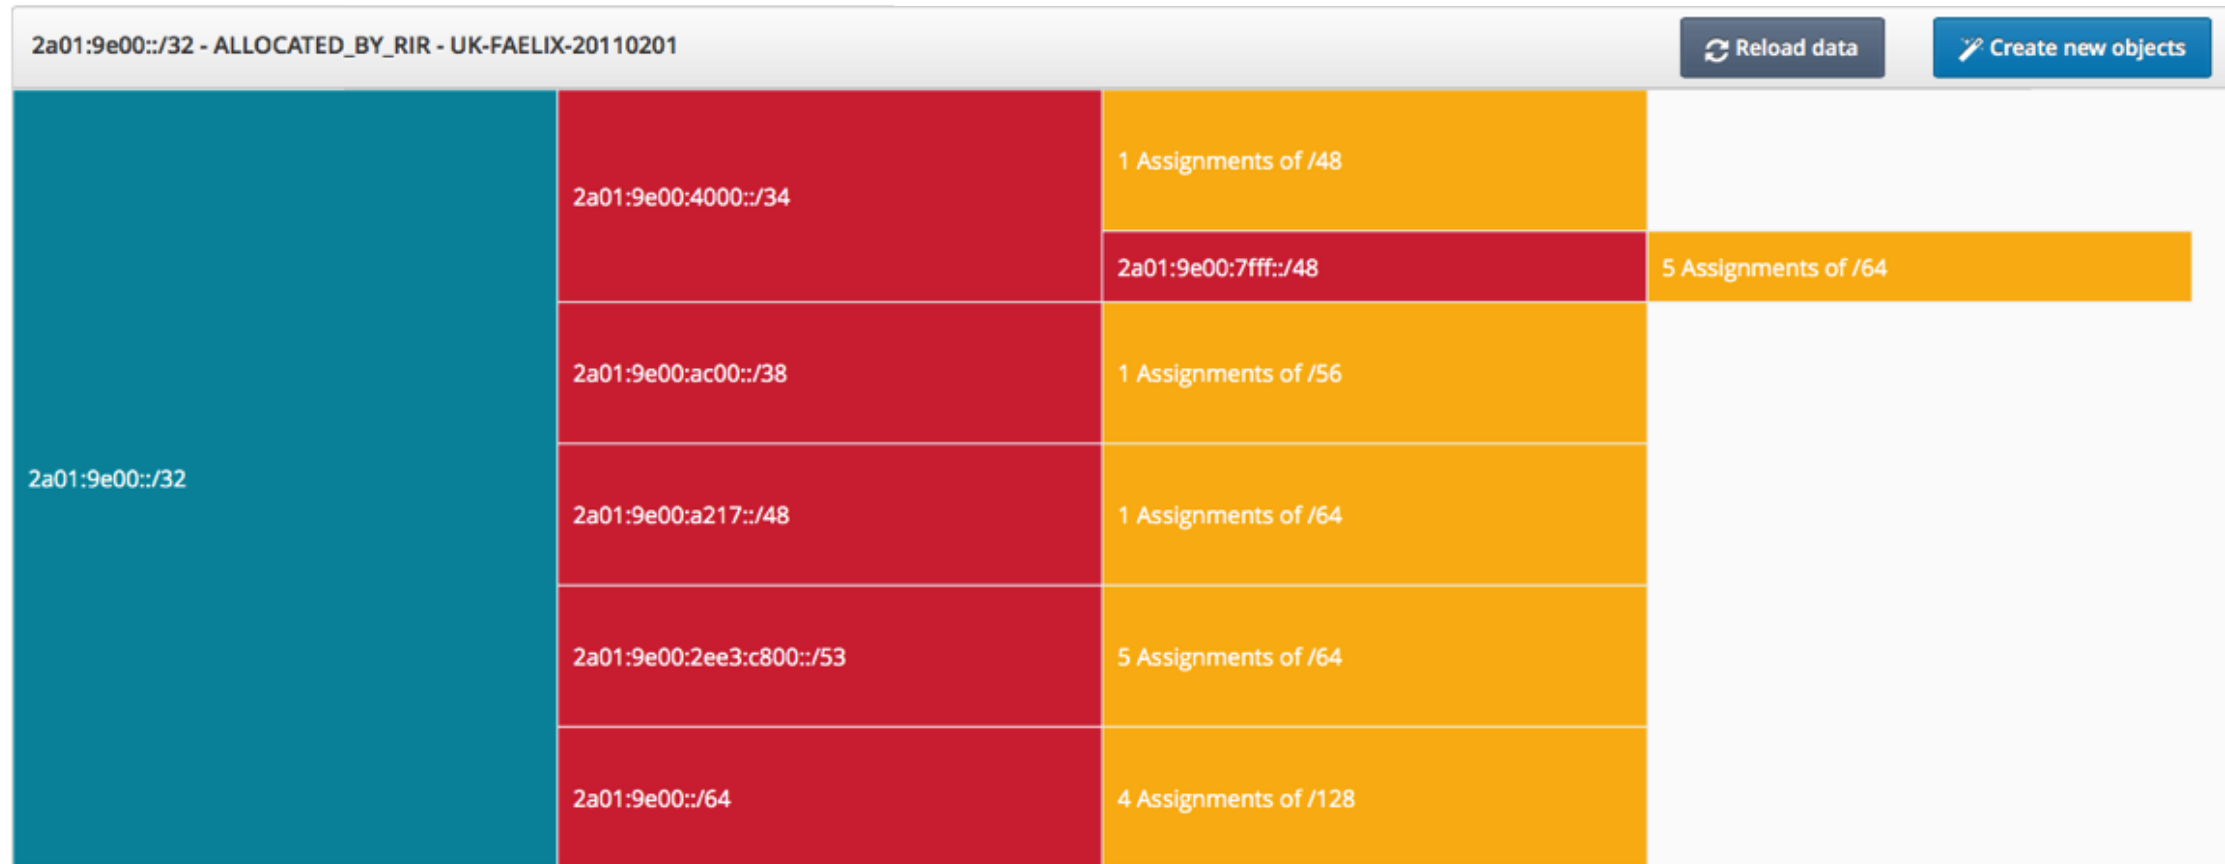 2a01:9e00::/32 - ALLOCATED_BY_RIR - UK-FAELIX-20110201
Reload data
Create new objects
2a01:9e00::/32
2a01:9e00:4000::/34
1 Assignments of /48
2a01:9e00:7fff::/48
5 Assignments of /64
2a01:9e00:ac00::/38
1 Assignments of /56
2a01:9e00:a217::/48
1 Assignments of /64
2a01:9e00:2ee3:c800::/53
5 Assignments of /64
2a01:9e00::/64
4 Assignments of /128